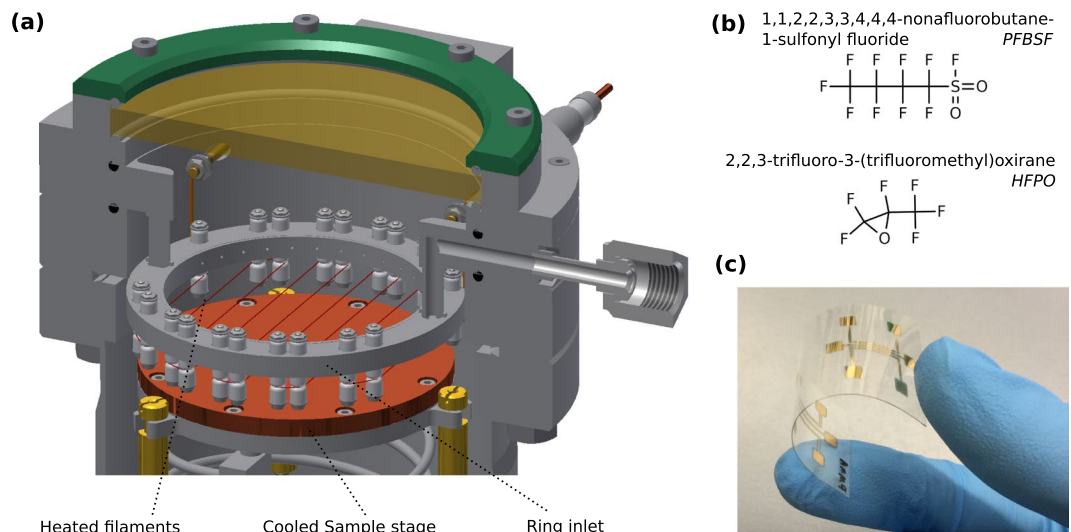 (a)
Heated filaments
Cooled Sample stage
Ring inlet
(b)
1,1,2,2,3,3,4,4,4-nonafluorobutane-
1-sulfonyl fluoride PFBSF
F F F F F
F S O
F F F F O
2,2,3-trifluoro-3-(trifluoromethyl)oxirane
HFPO
F F
F F
F O F
(c)